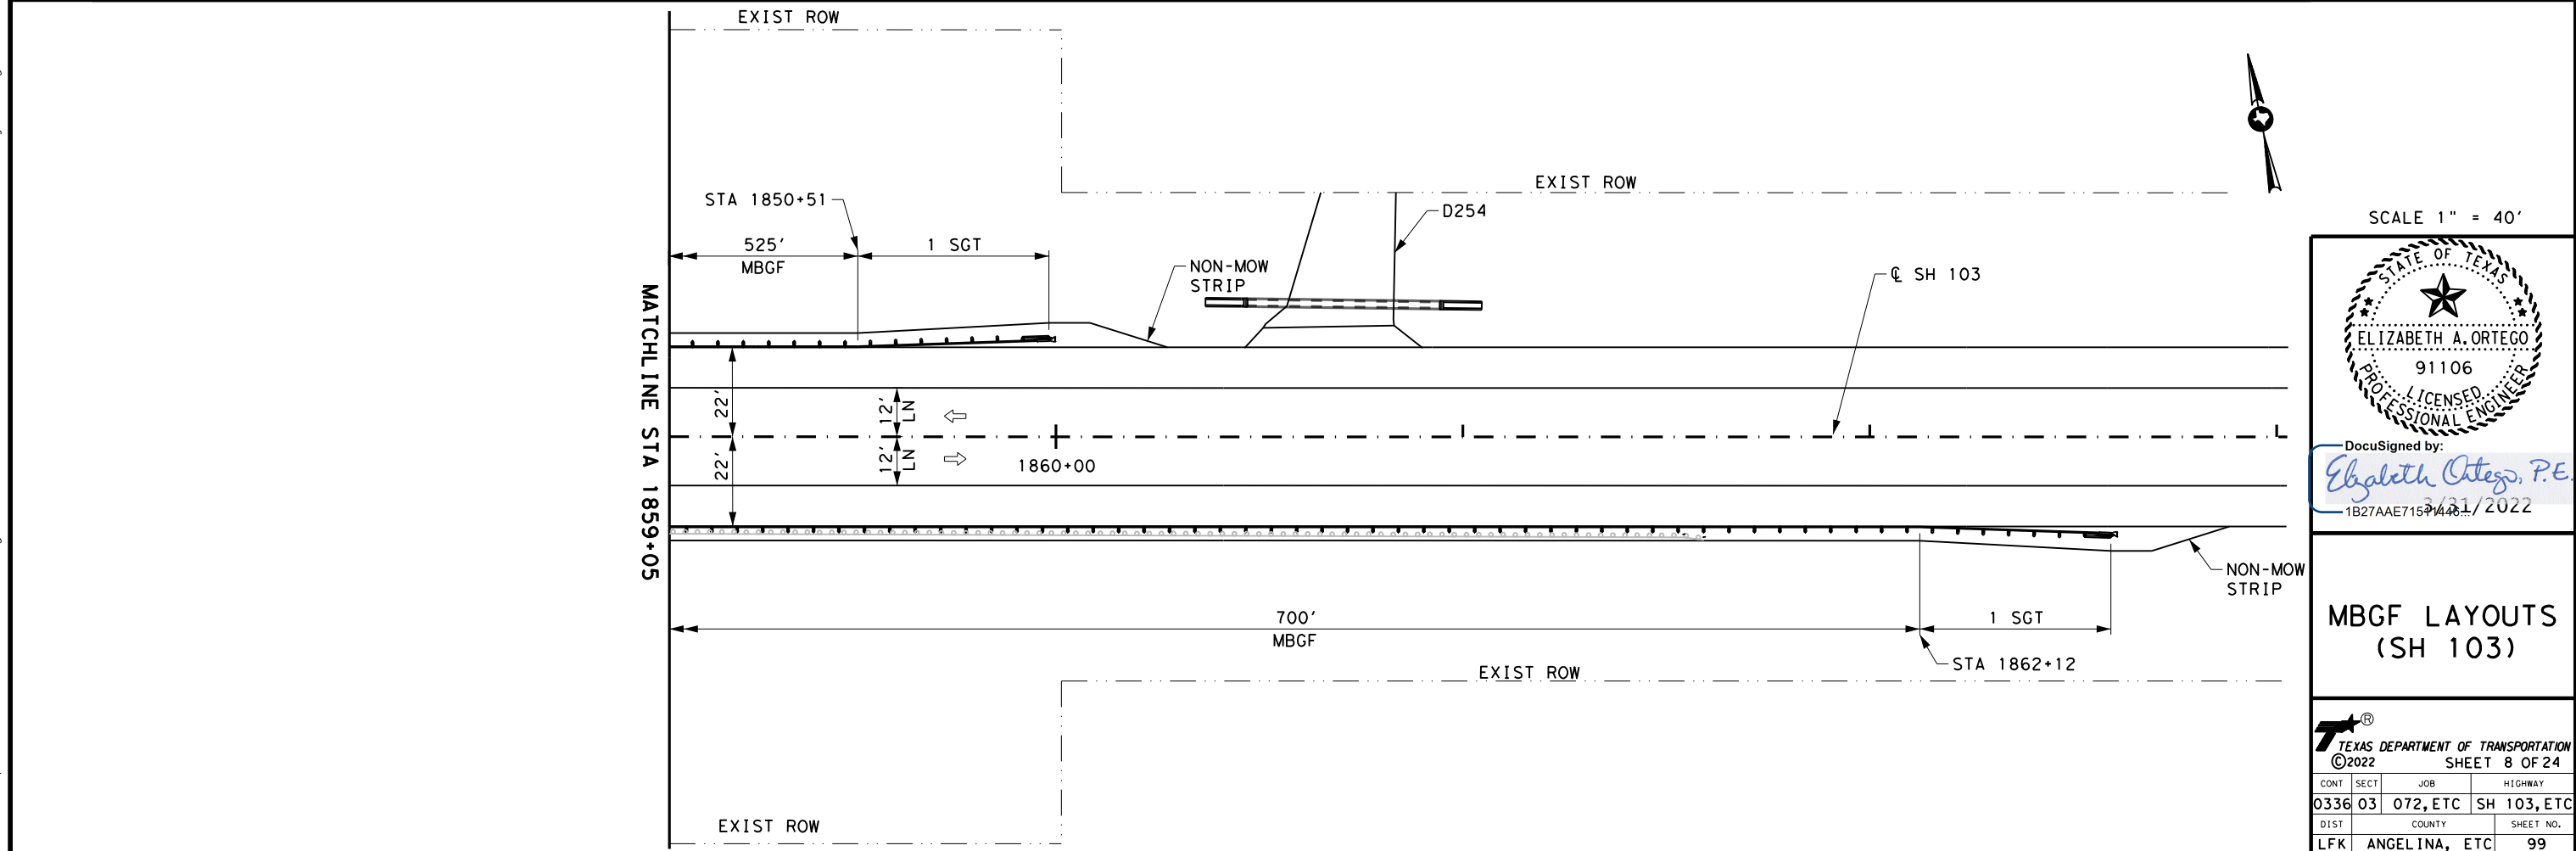 EXIST ROW
EXIST ROW
STA 1850+51
D254
SCALE 1" = 40'
525'
1 SGT
MBGF
NON-MOW
STRIP
℄ SH 103
MATCHLINE STA 1859+05
22'
12'
LN
22'
12'
LN
1860+00
NON-MOW
STRIP
700'
MBGF
1 SGT
STA 1862+12
EXIST ROW
EXIST ROW
STATE OF TEXAS
ELIZABETH A. ORTEGO
91106
LICENSED
PROFESSIONAL ENGINEER
DocuSigned by:
Elizabeth Ortego, P.E.
3/31/2022
MBGF LAYOUTS
(SH 103)
®
TEXAS DEPARTMENT OF TRANSPORTATION
©2022 SHEET 8 OF 24
CONT SECT JOB HIGHWAY
0336 03 072, ETC SH 103, ETC
DIST COUNTY SHEET NO.
LFK ANGELINA, ETC 99